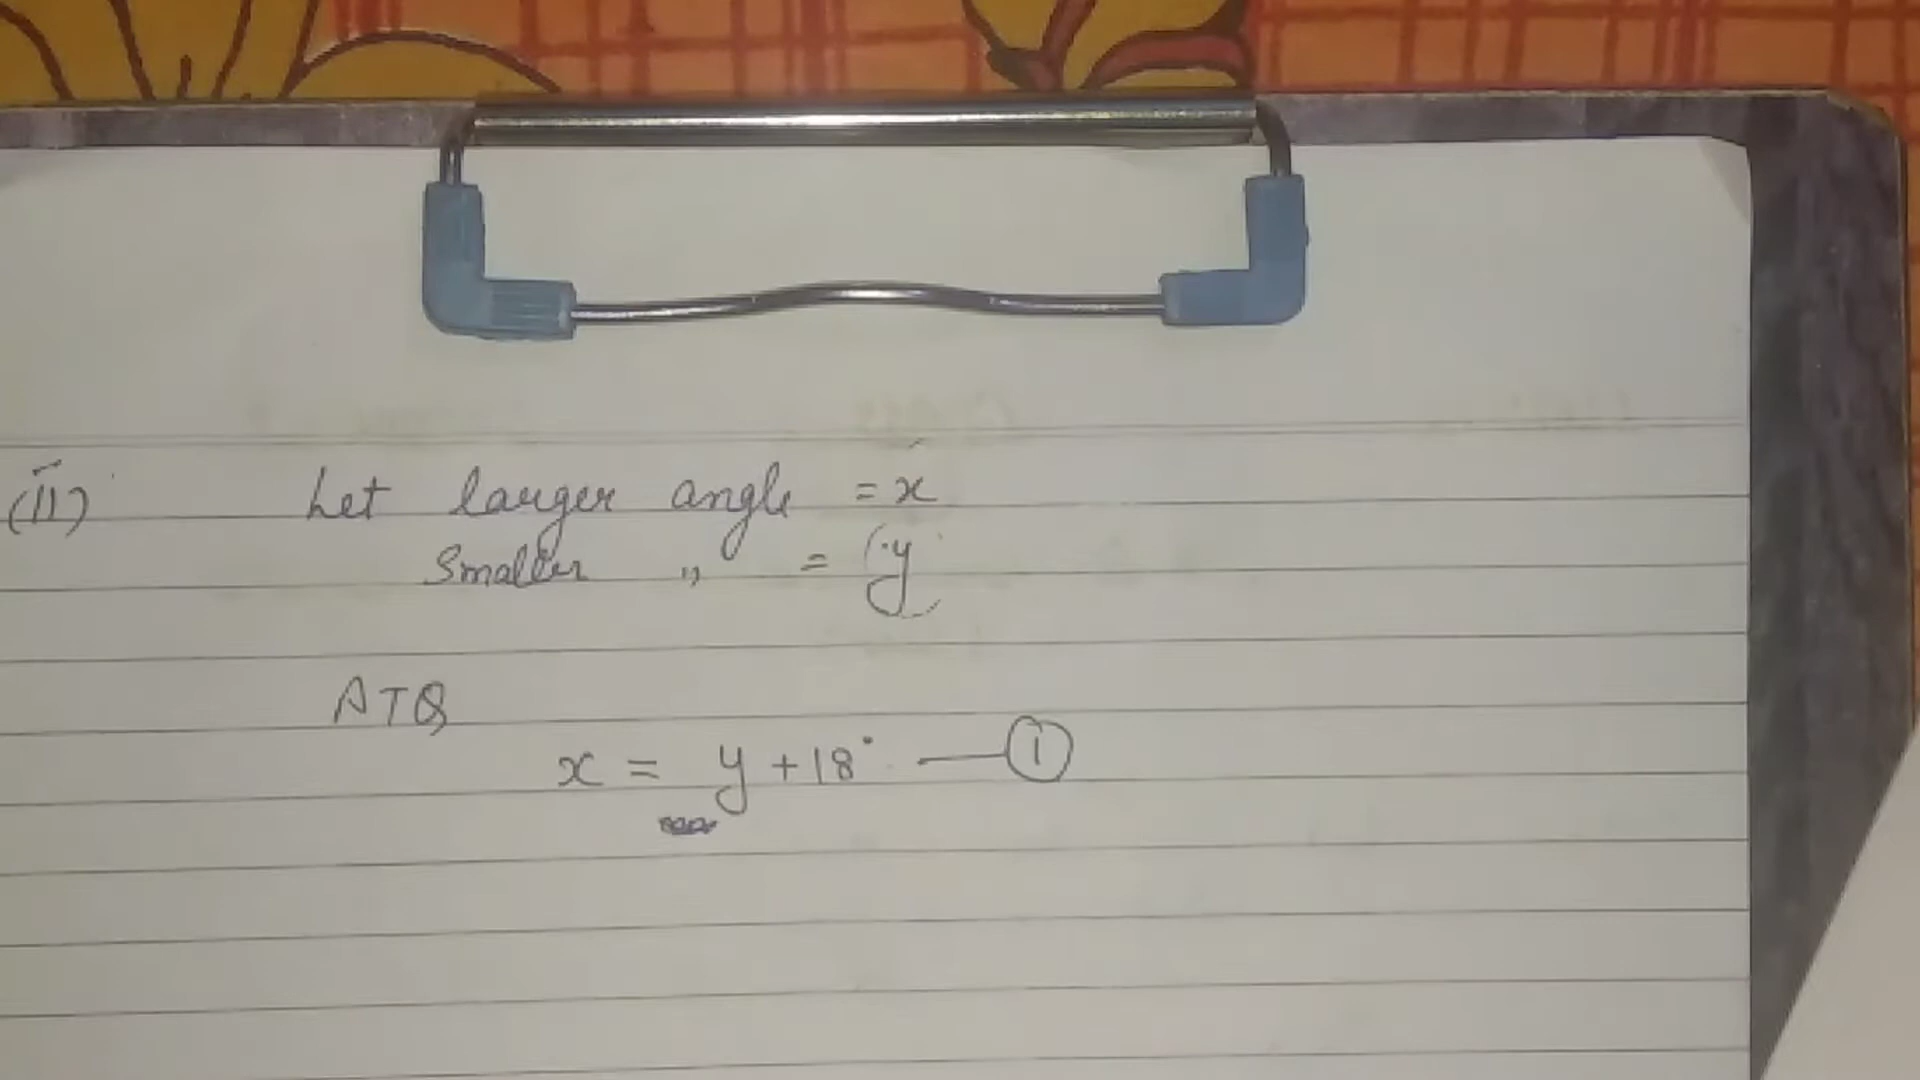 (ii) Let larger angle = x
Smaller " = y
ATQ
x = y + 18° — ①